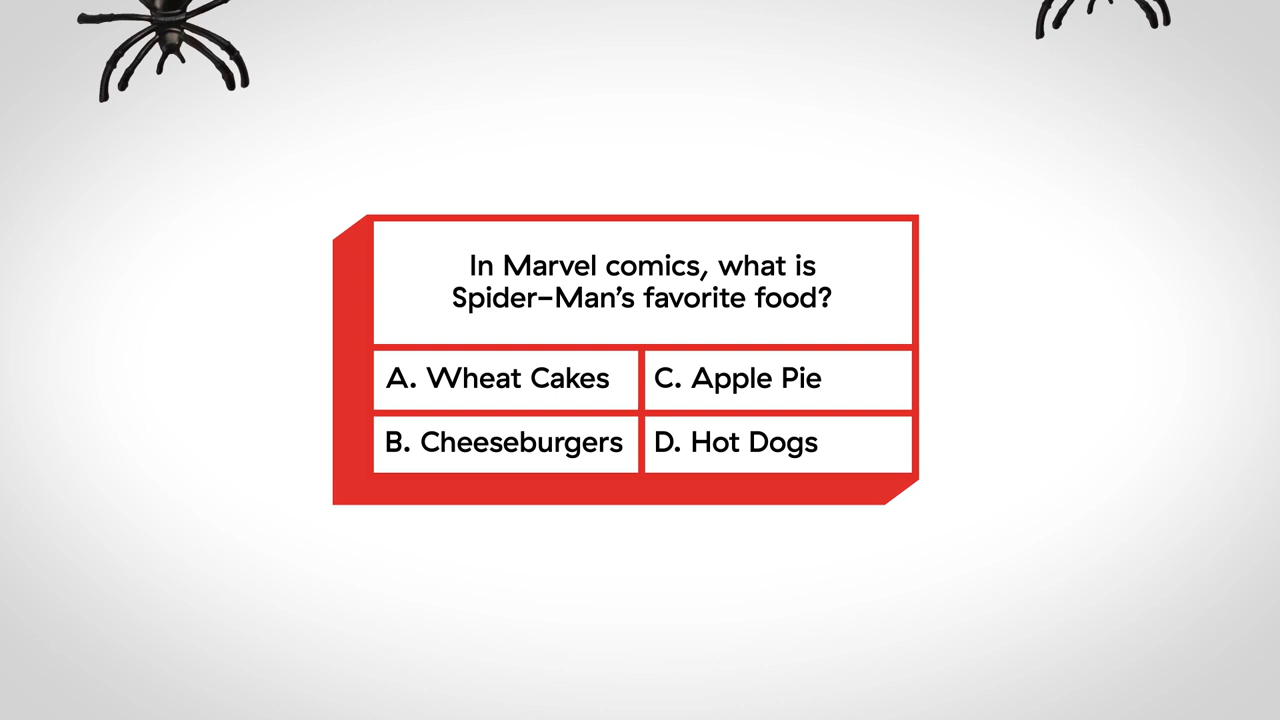 In Marvel comics, what is
Spider-Man's favorite food?
A. Wheat Cakes
C. Apple Pie
B. Cheeseburgers
D. Hot Dogs